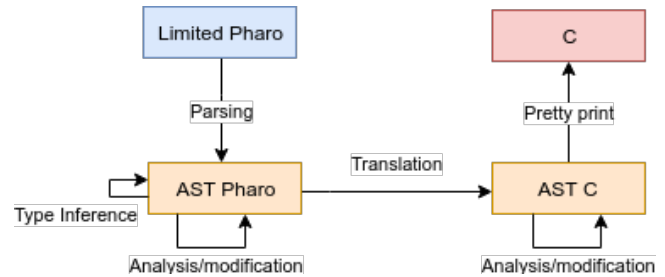 Limited Pharo
C
Parsing
Pretty print
AST Pharo
Translation
AST C
Type Inference
Analysis/modification
Analysis/modification